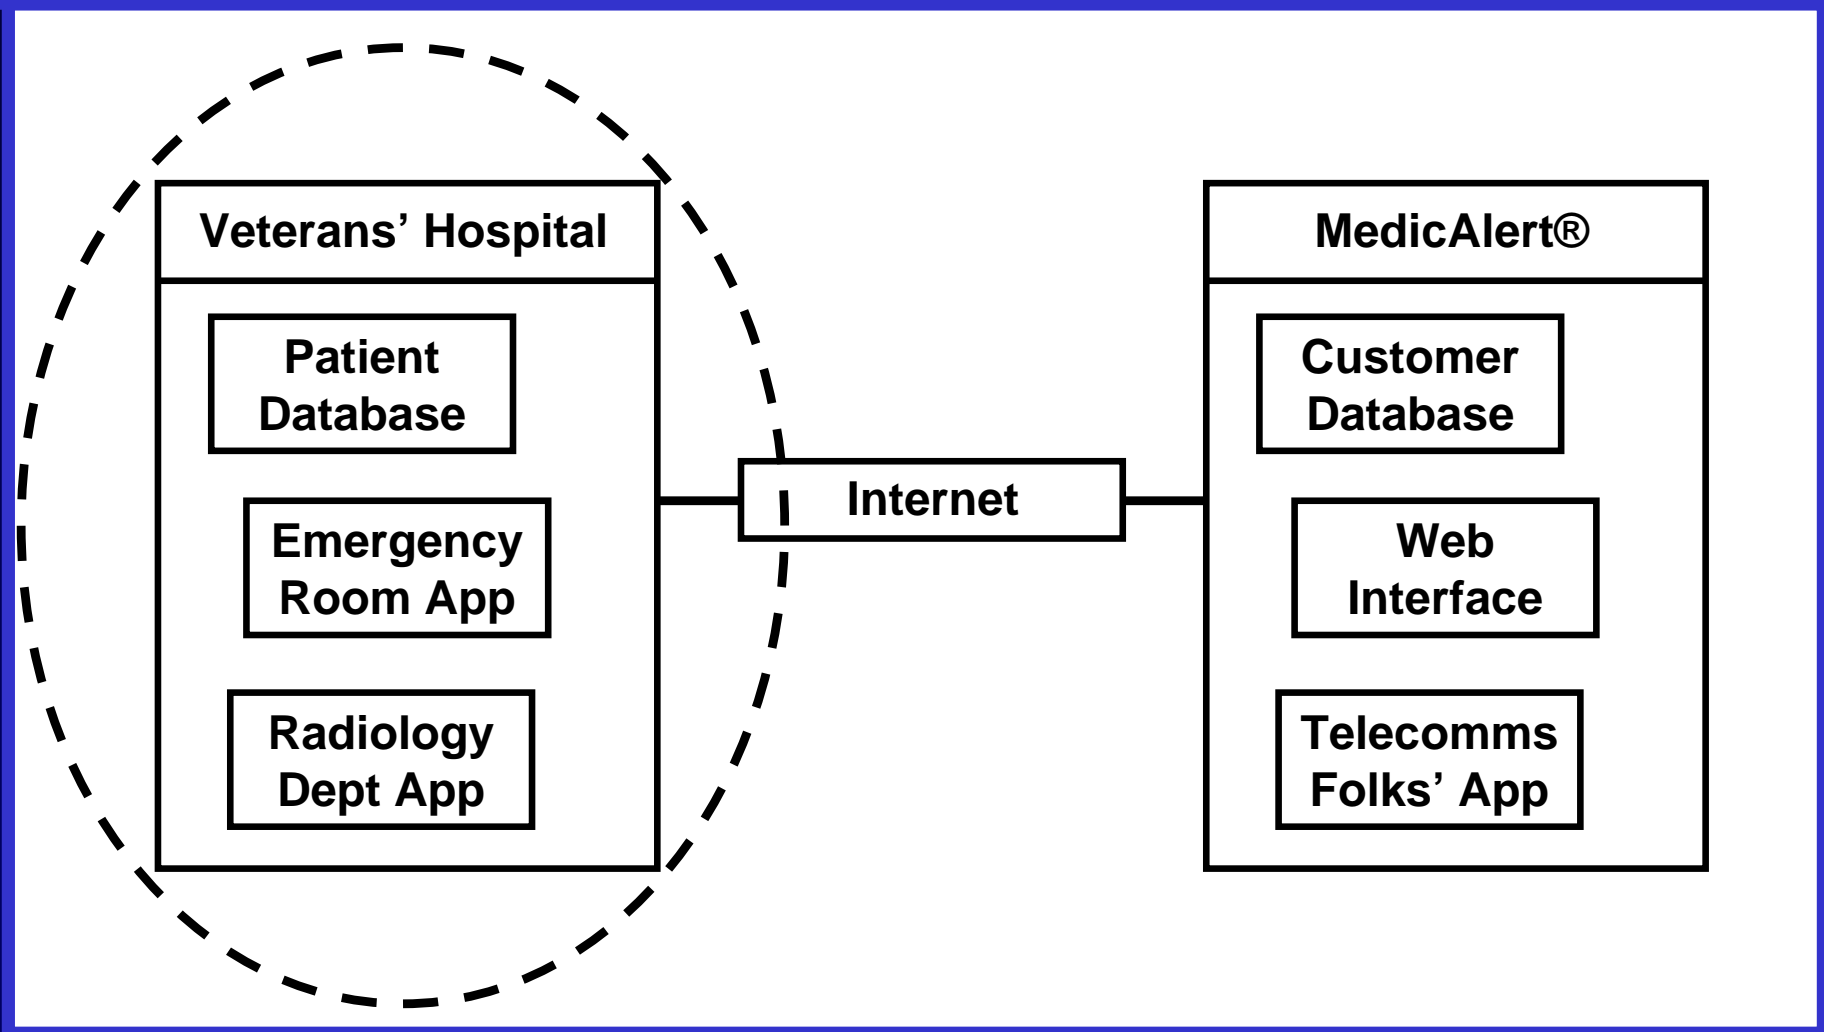 Veterans’ Hospital
Patient
Database
Emergency
Room App
Radiology
Dept App
Internet
MedicAlert®
Customer
Database
Web
Interface
Telecomms
Folks’ App